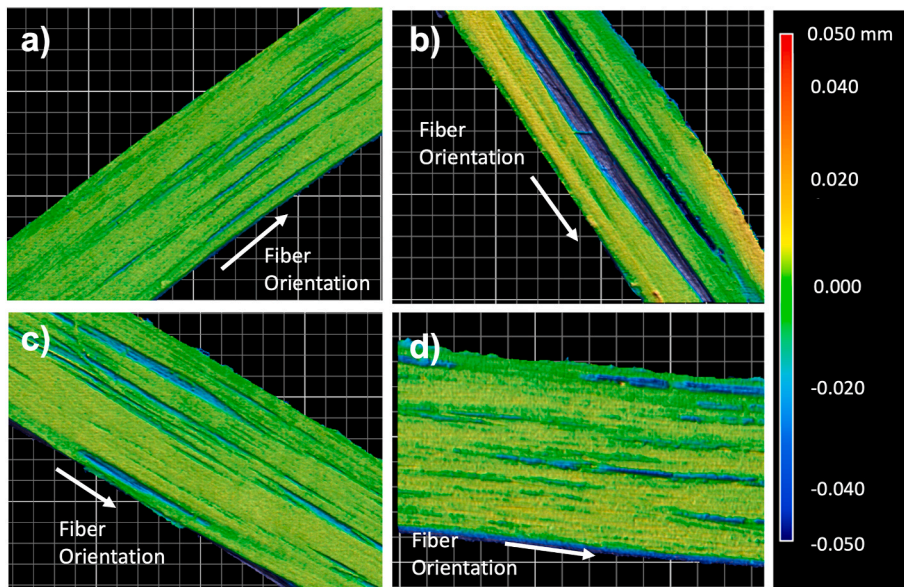 a)
Fiber
Orientation
b)
Fiber
Orientation
c)
Fiber
Orientation
d)
Fiber
Orientation
0.050 mm
0.040
0.020
0.000
-0.020
-0.040
-0.050